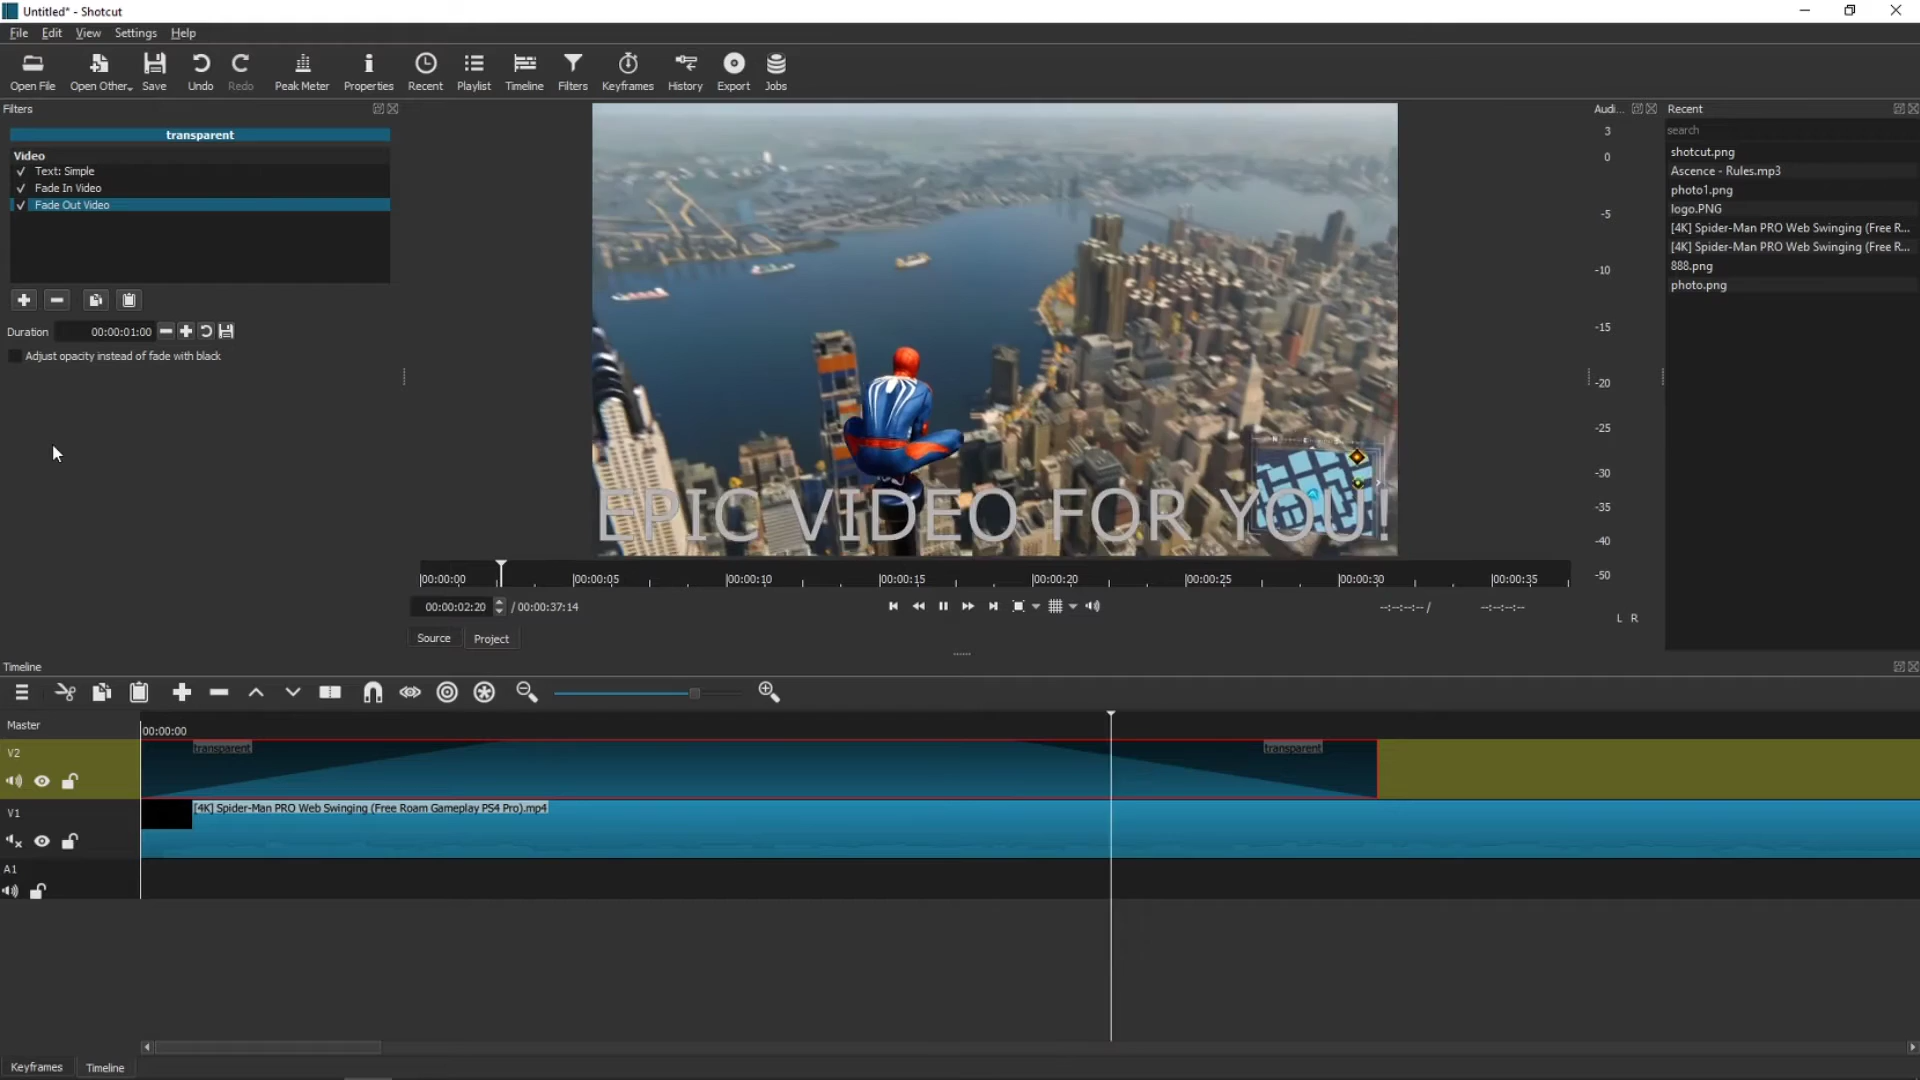 Untitled* - Shotcut
File Edit View Settings Help
Open File Open Other... Save Undo Redo Peak Meter Properties Recent Playlist Timeline Filters Keyframes History Export Jobs
Filters
transparent
Video
Text: Simple
Fade In Video
Fade Out Video
Duration 00:00:01:00
Adjust opacity instead of fade with black
EPIC VIDEO FOR YOU!
00:00:00 00:00:05 00:00:10 00:00:15 00:00:20 00:00:25 00:00:30 00:00:35
00:00:02:20 / 00:00:37:14 --:--:--:-- / --:--:--:--
Source Project
Audi...
3
0
-5
-10
-15
-20
-25
-30
-35
-40
-50
L R
Recent
search
shotcut.png
Ascence - Rules.mp3
photo1.png
logo.PNG
[4K] Spider-Man PRO Web Swinging (Free R...
[4K] Spider-Man PRO Web Swinging (Free R...
888.png
photo.png
Timeline
Master
00:00:00
V2
transparent transparent
V1
[4K] Spider-Man PRO Web Swinging (Free Roam Gameplay PS4 Pro).mp4
A1
Keyframes Timeline